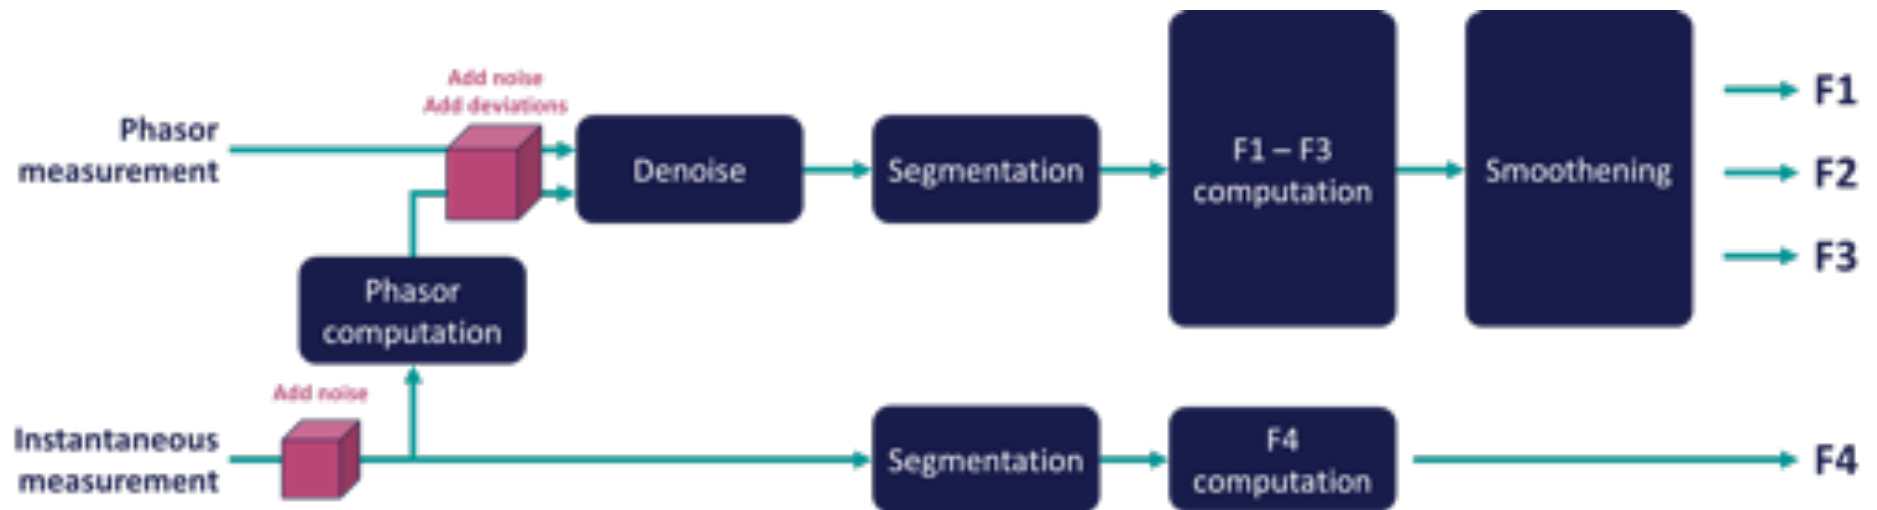 Add noise
Add deviations
Phasor
measurement
Denoise
Segmentation
F1 – F3
computation
Smoothening
F1
F2
F3
Phasor
computation
Add noise
Instantaneous
measurement
Segmentation
F4
computation
F4